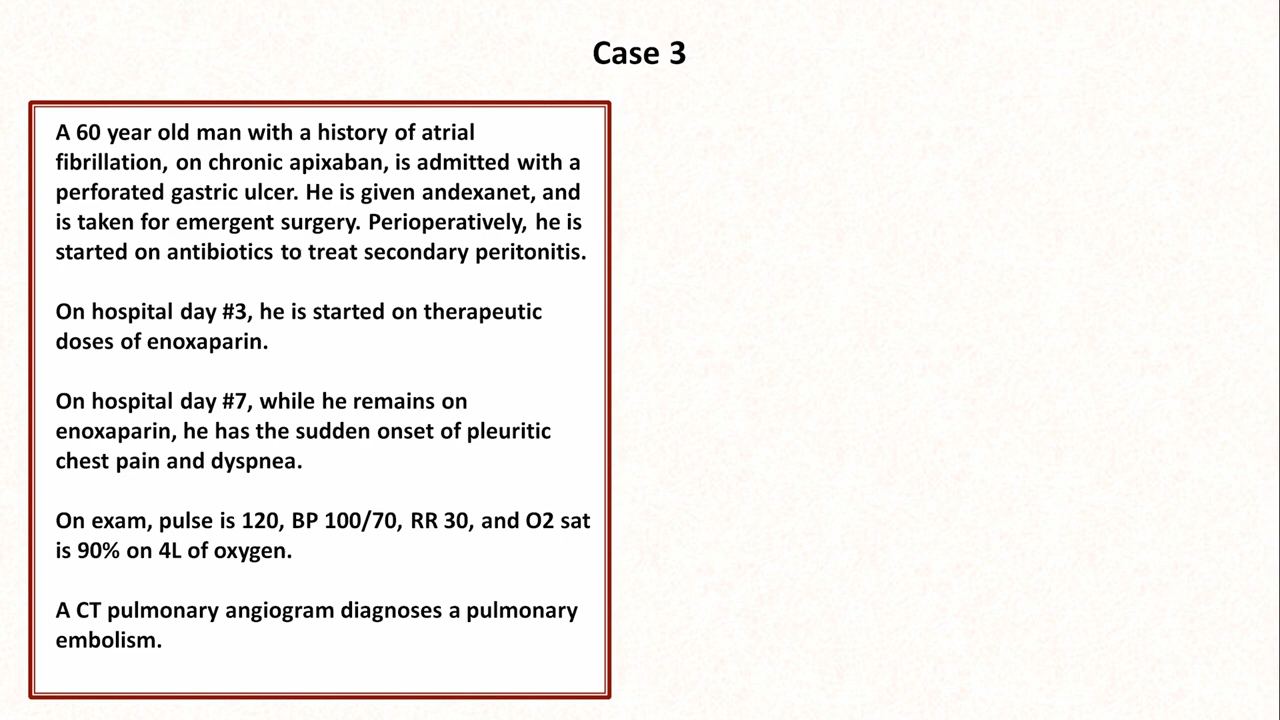 Case 3
A 60 year old man with a history of atrial
fibrillation, on chronic apixaban, is admitted with a
perforated gastric ulcer. He is given andexanet, and
is taken for emergent surgery. Perioperatively, he is
started on antibiotics to treat secondary peritonitis.
On hospital day #3, he is started on therapeutic
doses of enoxaparin.
On hospital day #7, while he remains on
enoxaparin, he has the sudden onset of pleuritic
chest pain and dyspnea.
On exam, pulse is 120, BP 100/70, RR 30, and O2 sat
is 90% on 4L of oxygen.
A CT pulmonary angiogram diagnoses a pulmonary
embolism.